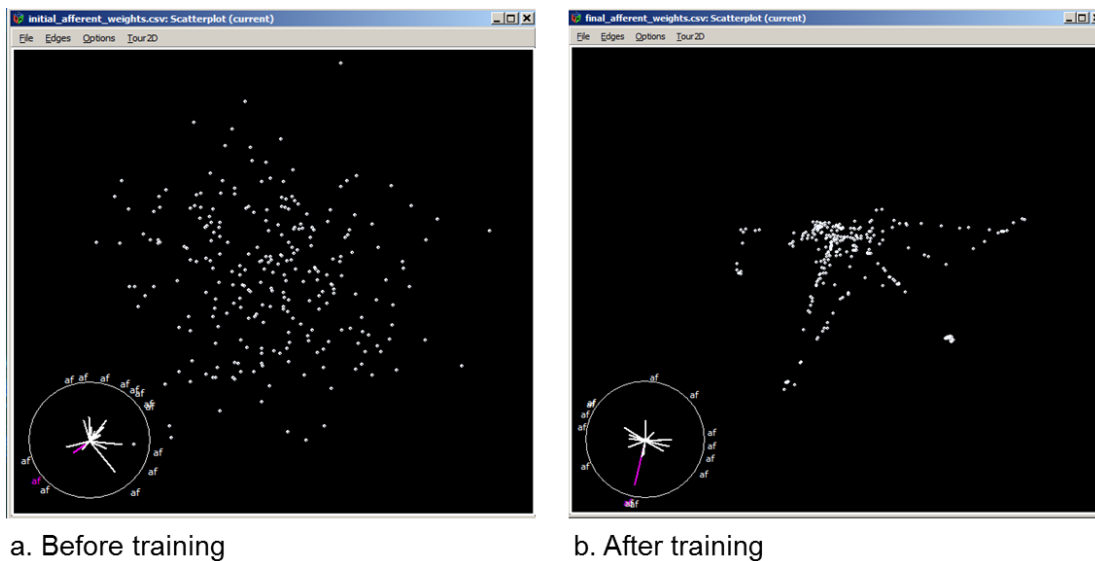 initial_afferent_weights.csv: Scatterplot (current)
File Edges Options Tour2D
af af af af af af af
af af
af af
af af
a. Before training
final_afferent_weights.csv: Scatterplot (current)
File Edges Options Tour2D
af af
af af
af af
af af
af af
af af
b. After training